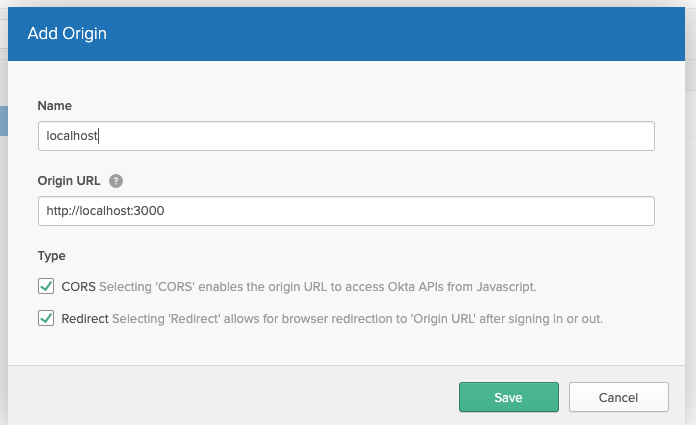 Add Origin
Name
localhost
Origin URL ?
http://localhost:3000
Type
CORS Selecting 'CORS' enables the origin URL to access Okta APIs from Javascript.
Redirect Selecting 'Redirect' allows for browser redirection to 'Origin URL' after signing in or out.
Save Cancel